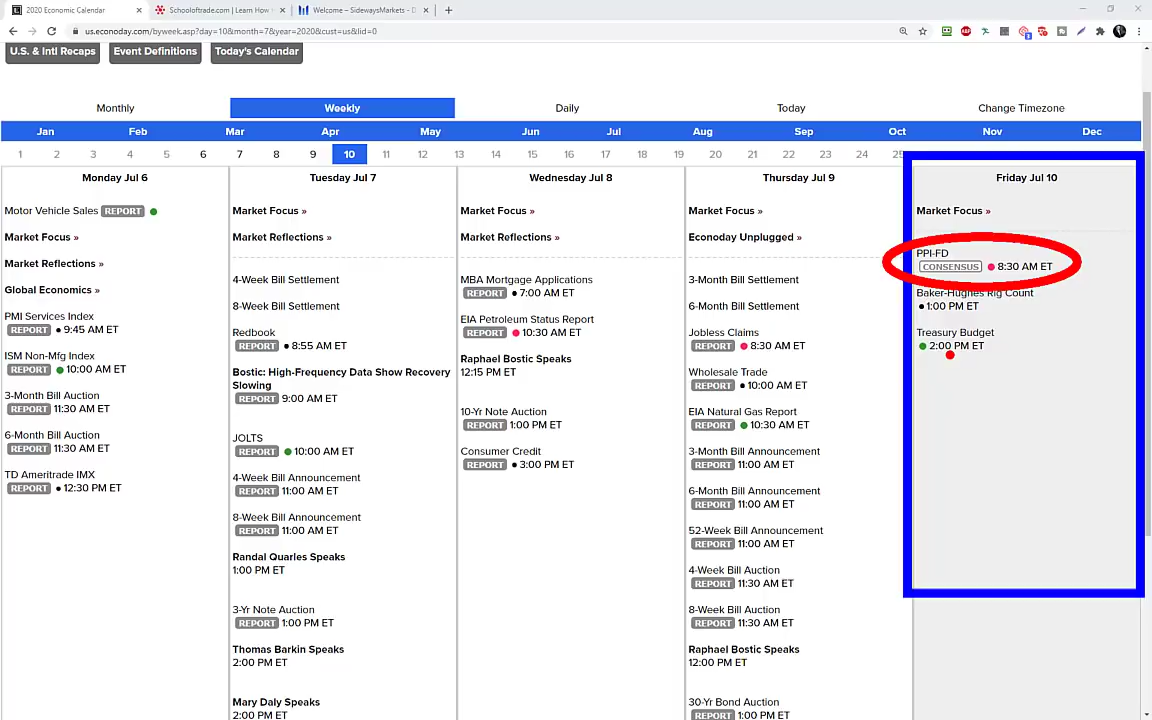 2020 Economic Calendar
Schooloftrade.com | Learn How
Welcome – SidewaysMarkets - D
us.econoday.com/byweek.asp?day=10&month=7&year=2020&cust=us&lid=0
U.S. & Intl Recaps
Event Definitions
Today's Calendar
Monthly
Weekly
Daily
Today
Change Timezone
Jan Feb Mar Apr May Jun Jul Aug Sep Oct Nov Dec
1 2 3 4 5 6 7 8 9 10 11 12 13 14 15 16 17 18 19 20 21 22 23 24 25
Monday Jul 6
Motor Vehicle Sales REPORT
Market Focus »
Market Reflections »
Global Economics »
PMI Services Index
REPORT 9:45 AM ET
ISM Non-Mfg Index
REPORT 10:00 AM ET
3-Month Bill Auction
REPORT 11:30 AM ET
6-Month Bill Auction
REPORT 11:30 AM ET
TD Ameritrade IMX
REPORT 12:30 PM ET
Tuesday Jul 7
Market Focus »
Market Reflections »
4-Week Bill Settlement
8-Week Bill Settlement
Redbook
REPORT 8:55 AM ET
Bostic: High-Frequency Data Show Recovery
Slowing
REPORT 9:00 AM ET
JOLTS
REPORT 10:00 AM ET
4-Week Bill Announcement
REPORT 11:00 AM ET
8-Week Bill Announcement
REPORT 11:00 AM ET
Randal Quarles Speaks
1:00 PM ET
3-Yr Note Auction
REPORT 1:00 PM ET
Thomas Barkin Speaks
2:00 PM ET
Mary Daly Speaks
2:00 PM ET
Wednesday Jul 8
Market Focus »
Market Reflections »
MBA Mortgage Applications
REPORT 7:00 AM ET
EIA Petroleum Status Report
REPORT 10:30 AM ET
Raphael Bostic Speaks
12:15 PM ET
10-Yr Note Auction
REPORT 1:00 PM ET
Consumer Credit
REPORT 3:00 PM ET
Thursday Jul 9
Market Focus »
Econoday Unplugged »
3-Month Bill Settlement
6-Month Bill Settlement
Jobless Claims
REPORT 8:30 AM ET
Wholesale Trade
REPORT 10:00 AM ET
EIA Natural Gas Report
REPORT 10:30 AM ET
3-Month Bill Announcement
REPORT 11:00 AM ET
6-Month Bill Announcement
REPORT 11:00 AM ET
52-Week Bill Announcement
REPORT 11:00 AM ET
4-Week Bill Auction
REPORT 11:30 AM ET
8-Week Bill Auction
REPORT 11:30 AM ET
Raphael Bostic Speaks
12:00 PM ET
30-Yr Bond Auction
REPORT 1:00 PM ET
Friday Jul 10
Market Focus »
PPI-FD
CONSENSUS 8:30 AM ET
Baker-Hughes Rig Count
1:00 PM ET
Treasury Budget
2:00 PM ET